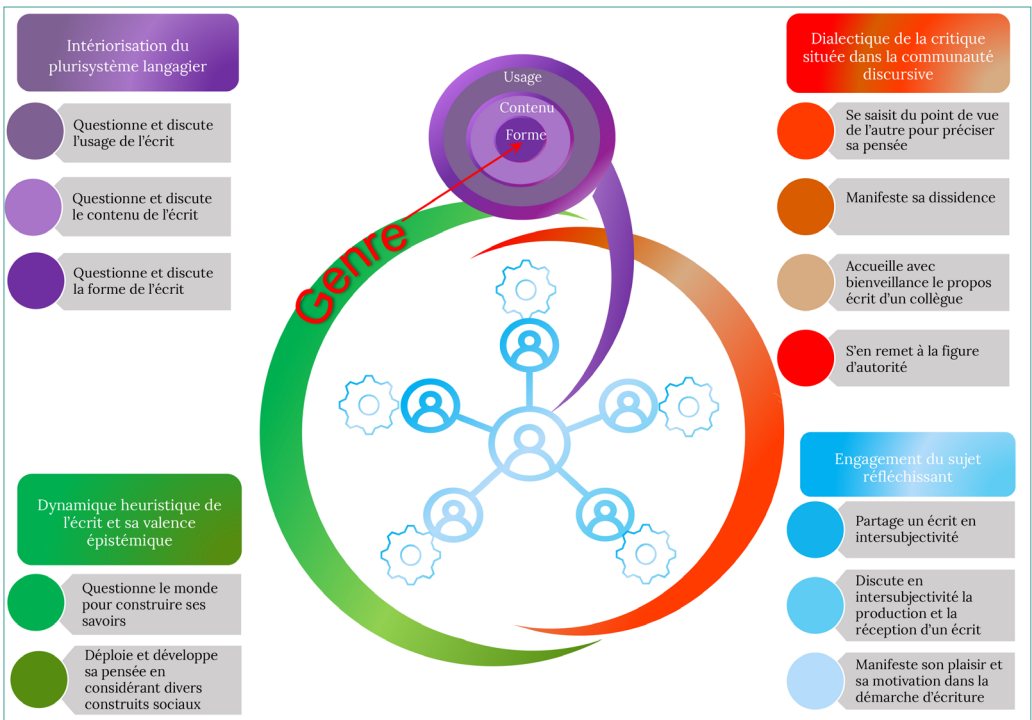 Intériorisation du
plurisystème langagier
Questionne et discute
l'usage de l'écrit
Questionne et discute
le contenu de l'écrit
Questionne et discute
la forme de l'écrit
Usage
Contenu
Forme
Genre
Dialectique de la critique
située dans la communauté
discursive
Se saisit du point de vue
de l'autre pour préciser
sa pensée
Manifeste sa dissidence
Accueille avec
bienveillance le propos
écrit d'un collègue
S'en remet à la figure
d'autorité
Dynamique heuristique de
l'écrit et sa valence
épistémique
Questionne le monde
pour construire ses
savoirs
Déploie et développe
sa pensée en
considérant divers
construits sociaux
Engagement du sujet
réfléchissant
Partage un écrit en
intersubjectivité
Discute en
intersubjectivité la
production et la
réception d'un écrit
Manifeste son plaisir et
sa motivation dans la
démarche d'écriture